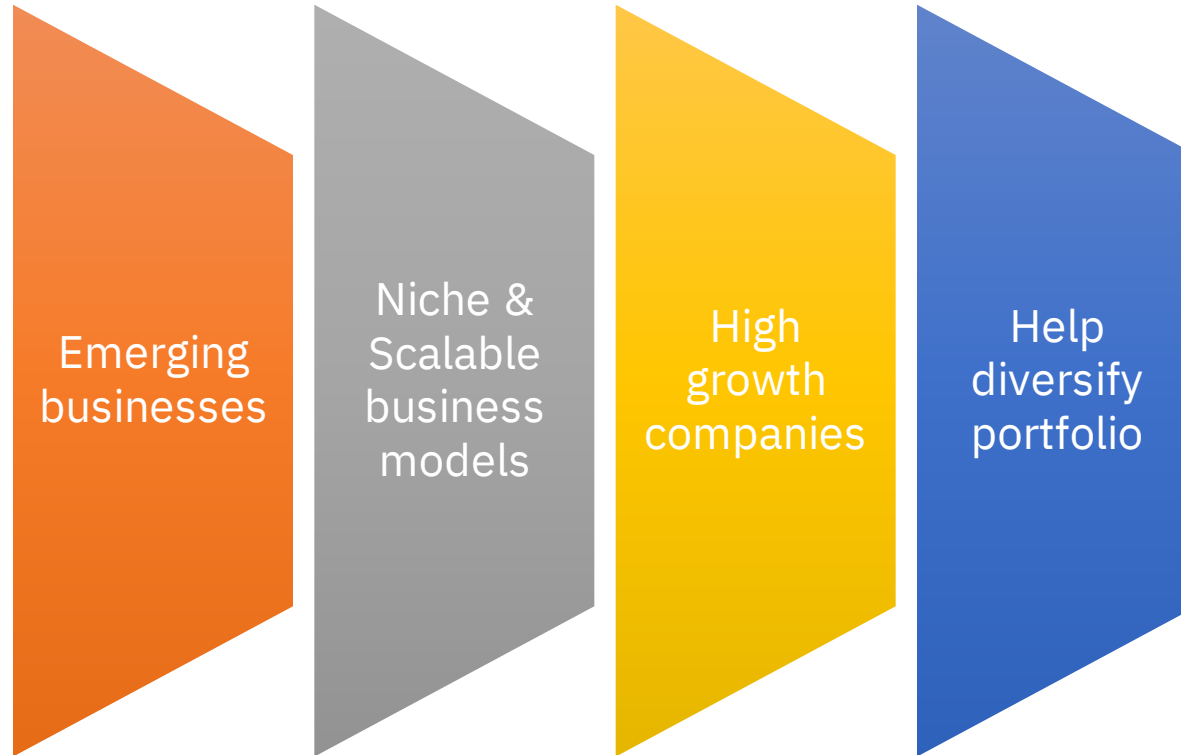 Emerging
businesses
Niche &
Scalable
business
models
High
growth
companies
Help
diversify
portfolio